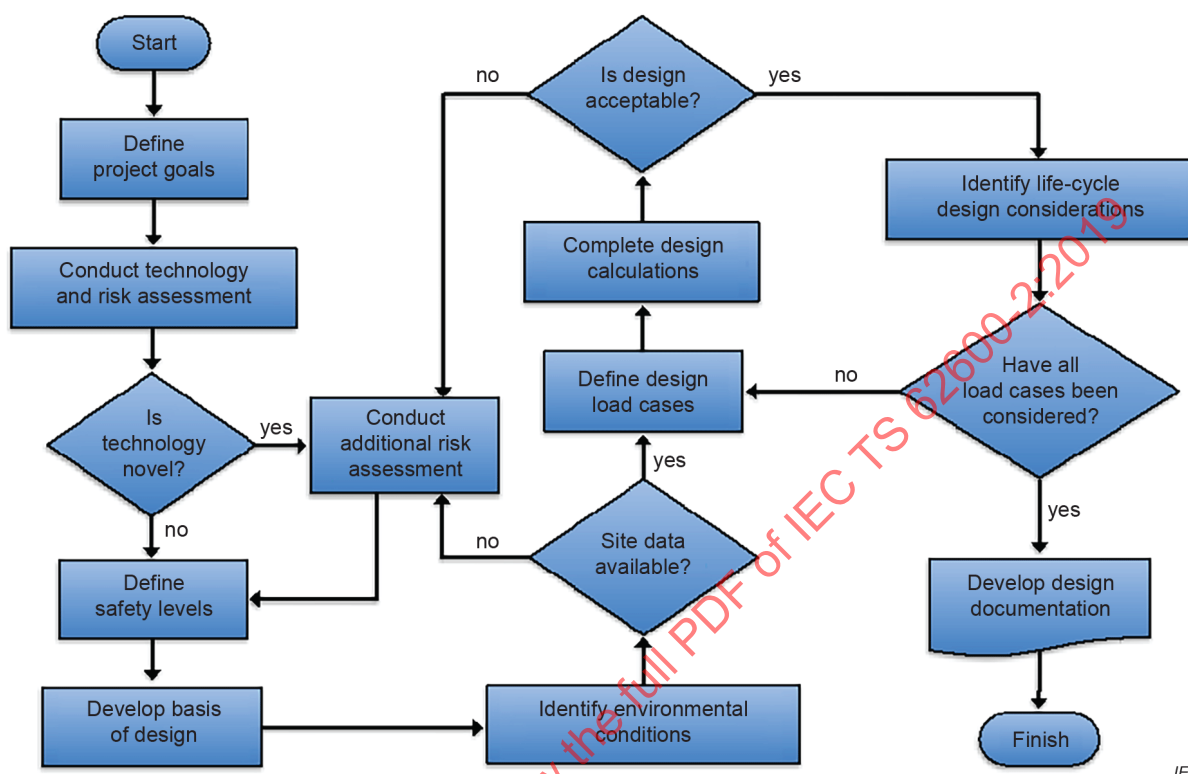 Start
Define
project goals
Conduct technology
and risk assessment
Is
technology
novel?
yes
no
Conduct
additional risk
assessment
Define
safety levels
Develop basis
of design
Identify environmental
conditions
Site data
available?
no
yes
Define design
load cases
Complete design
calculations
Is design
acceptable?
no
yes
Identify life-cycle
design considerations
Have all
load cases been
considered?
no
yes
Develop design
documentation
Finish
the full PDF of IEC TS 62600-2:2019